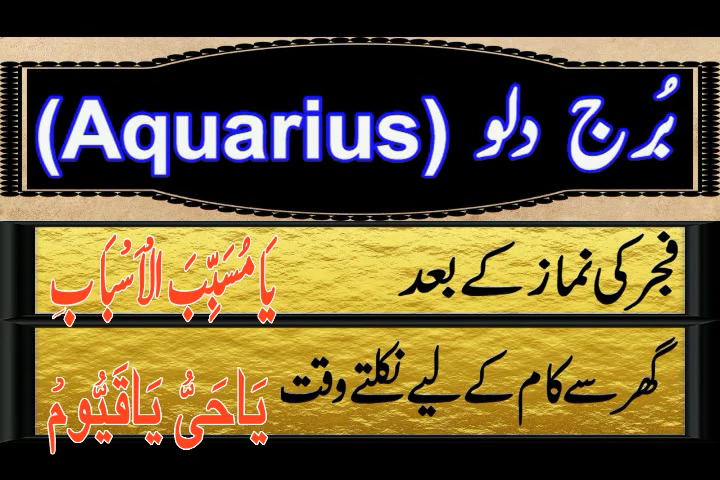 بُرج دلو (Aquarius)
فجر کی نماز کے بعد يَا مُسَبِّبَ الْاَسْبَابِ
گھر سے کام کے لیے نکلتے وقت يَاحَیُّ يَاقَيُّومُ